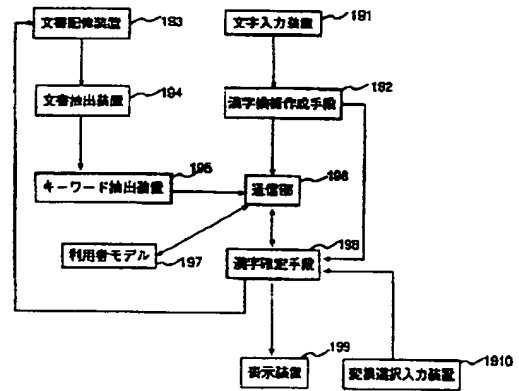 文書記憶装置
193
文字入力装置
191
文書抽出装置
194
漢字候補作成手段
192
キーワード抽出装置
195
通信部
196
利用者モデル
197
漢字確定手段
198
表示装置
199
変換選択入力装置
1910